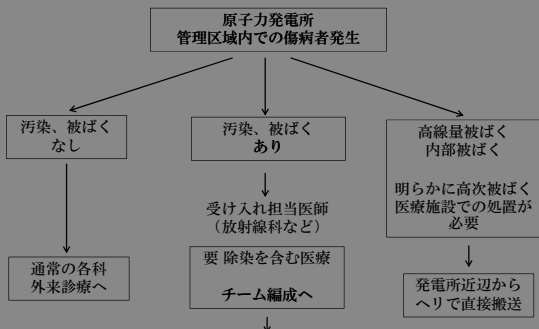 原子力発電所
管理区域内での傷病者発生
汚染、被ばく
なし
通常の各科
外来診療へ
汚染、被ばく
あり
受け入れ担当医師
（放射線科など）
要 除染を含む医療
チーム編成へ
高線量被ばく
内部被ばく
明らかに高次被ばく
医療施設での処置が
必要
発電所近辺から
ヘリで直接搬送